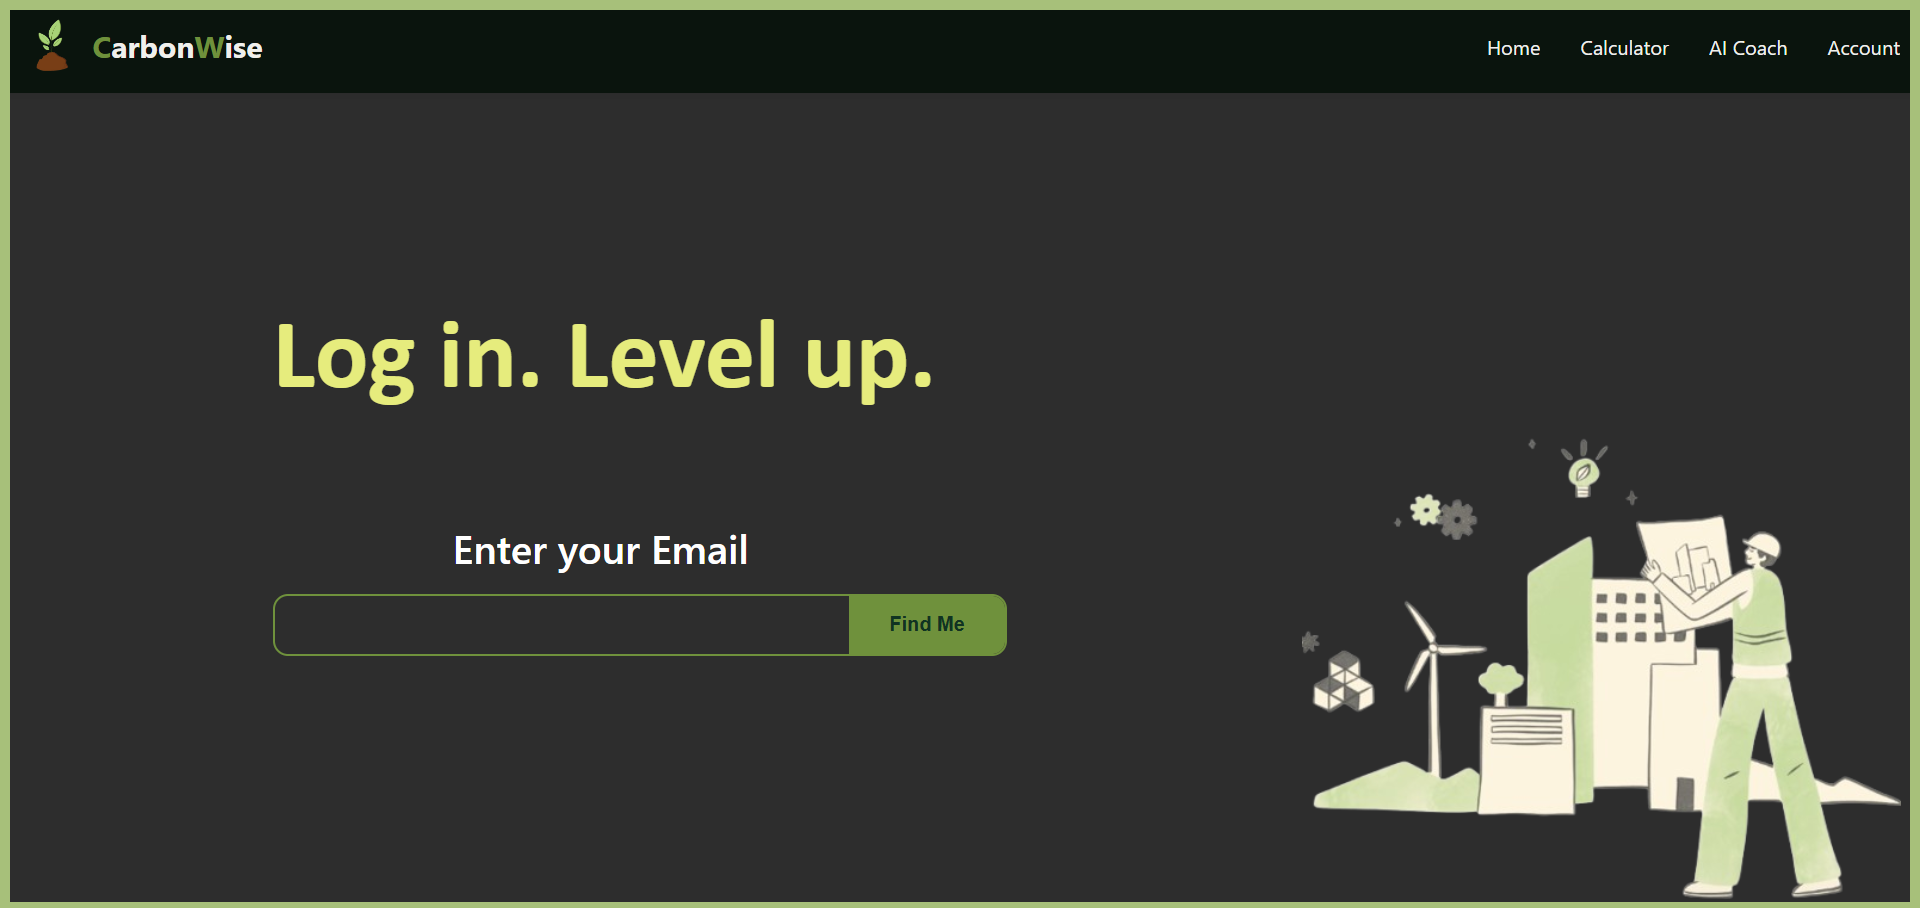 CarbonWise
Home Calculator AI Coach Account
Log in. Level up.
Enter your Email
Find Me